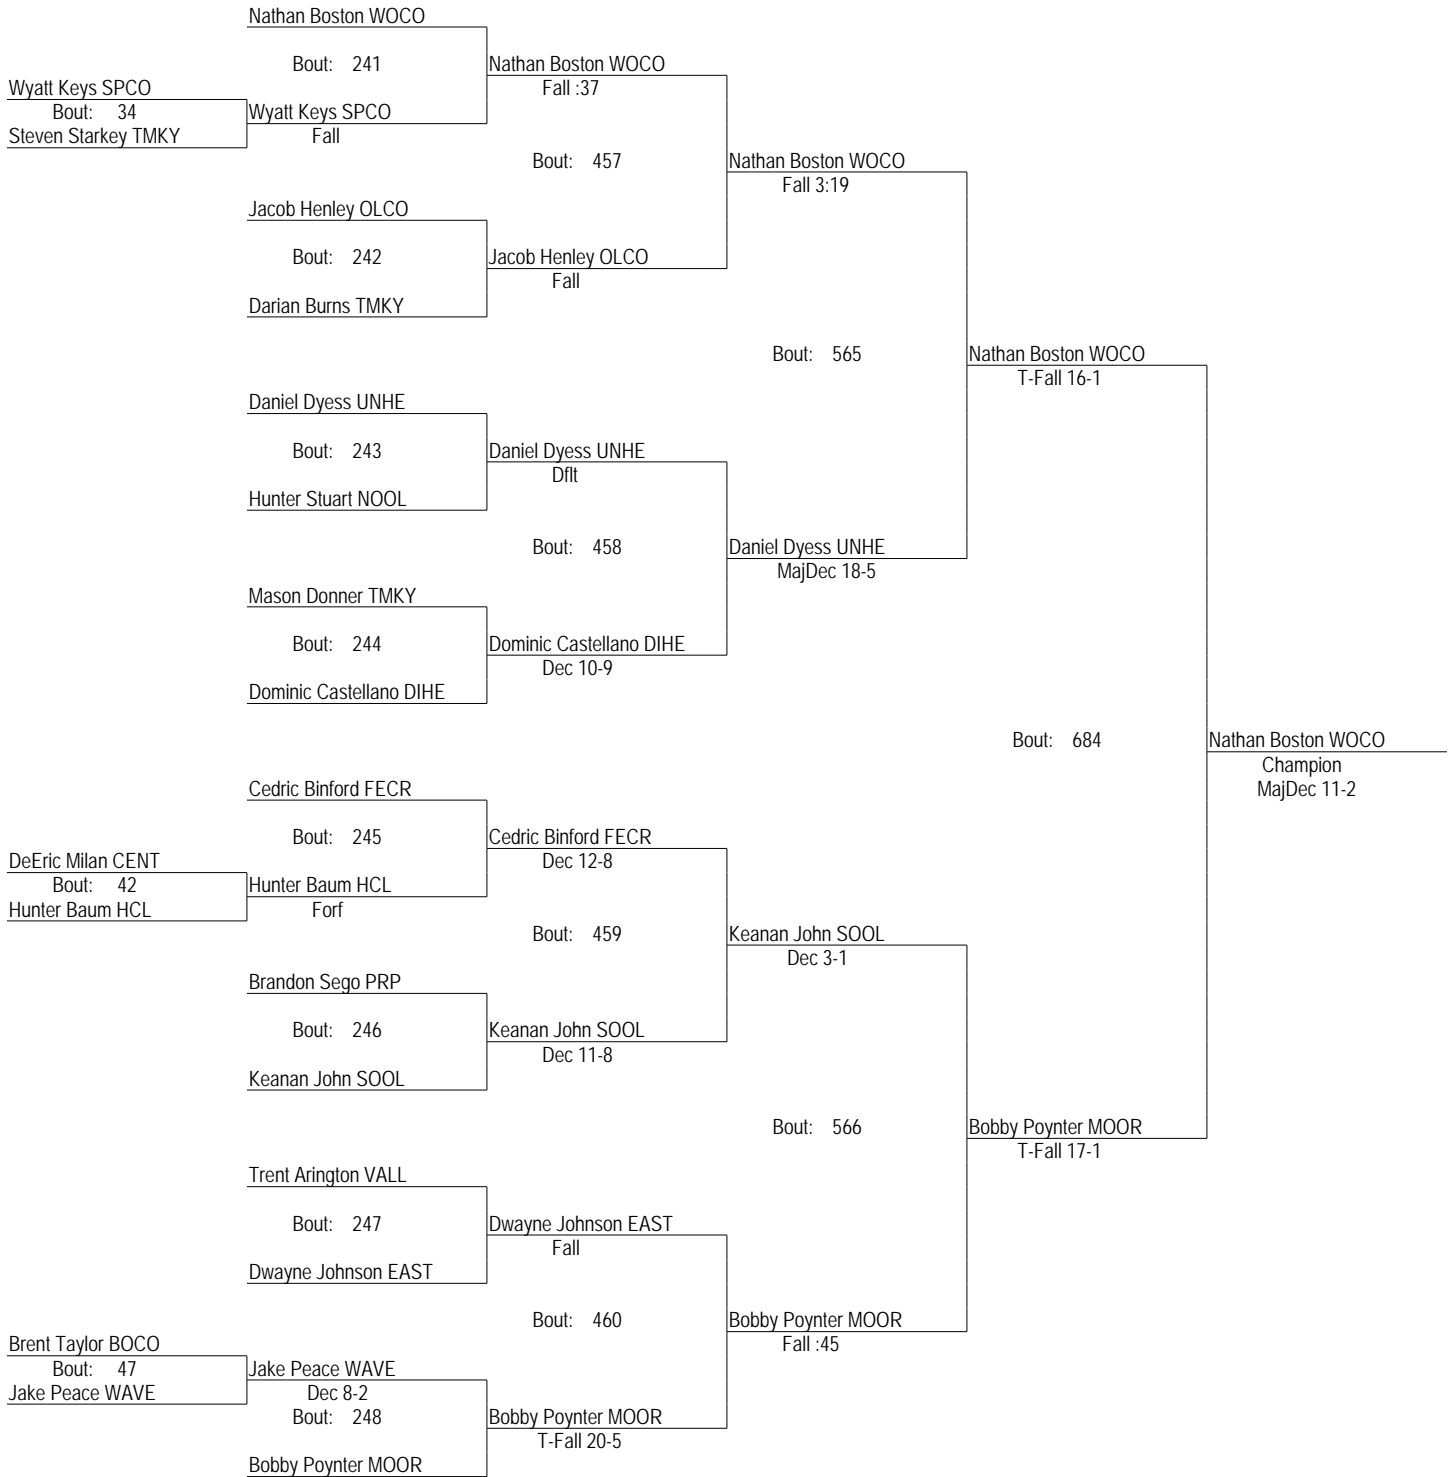 Nathan Boston WOCO
Bout: 241
Nathan Boston WOCO
Fall :37
Wyatt Keys SPCO
Bout: 34
Steven Starkey TMKY
Wyatt Keys SPCO
Fall
Bout: 457
Nathan Boston WOCO
Fall 3:19
Jacob Henley OLCO
Bout: 242
Jacob Henley OLCO
Fall
Darian Burns TMKY
Bout: 565
Nathan Boston WOCO
T-Fall 16-1
Daniel Dyess UNHE
Bout: 243
Daniel Dyess UNHE
Dflt
Hunter Stuart NOOL
Bout: 458
Daniel Dyess UNHE
MajDec 18-5
Mason Donner TMKY
Bout: 244
Dominic Castellano DIHE
Dec 10-9
Dominic Castellano DIHE
Bout: 684
Nathan Boston WOCO
Champion
MajDec 11-2
Cedric Binford FECR
Bout: 245
Cedric Binford FECR
Dec 12-8
DeEric Milan CENT
Bout: 42
Hunter Baum HCL
Hunter Baum HCL
Forf
Bout: 459
Keanan John SOOL
Dec 3-1
Brandon Sego PRP
Bout: 246
Keanan John SOOL
Dec 11-8
Keanan John SOOL
Bout: 566
Bobby Poynter MOOR
T-Fall 17-1
Trent Arington VALL
Bout: 247
Dwayne Johnson EAST
Fall
Dwayne Johnson EAST
Bout: 460
Bobby Poynter MOOR
Fall :45
Brent Taylor BOCO
Bout: 47
Jake Peace WAVE
Jake Peace WAVE
Dec 8-2
Bout: 248
Bobby Poynter MOOR
T-Fall 20-5
Bobby Poynter MOOR